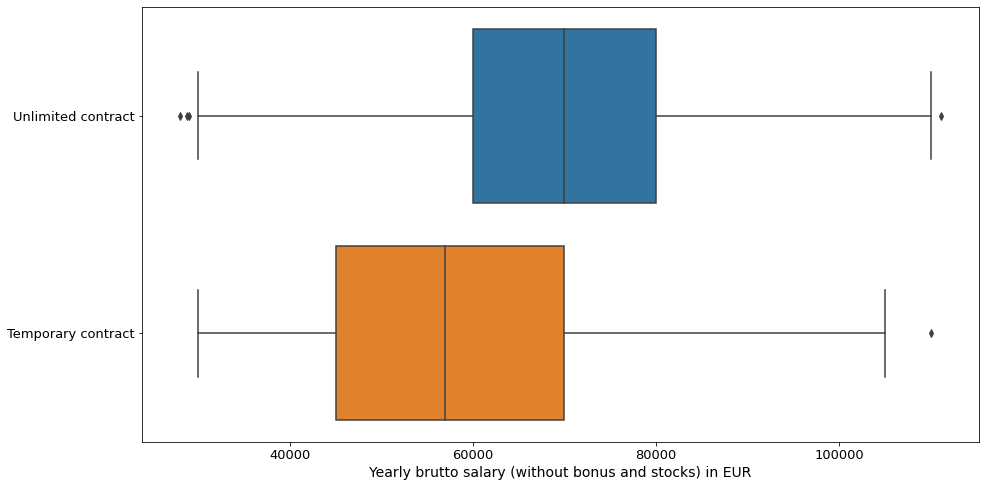 Unlimited contract
Temporary contract
40000 60000 80000 100000
Yearly brutto salary (without bonus and stocks) in EUR